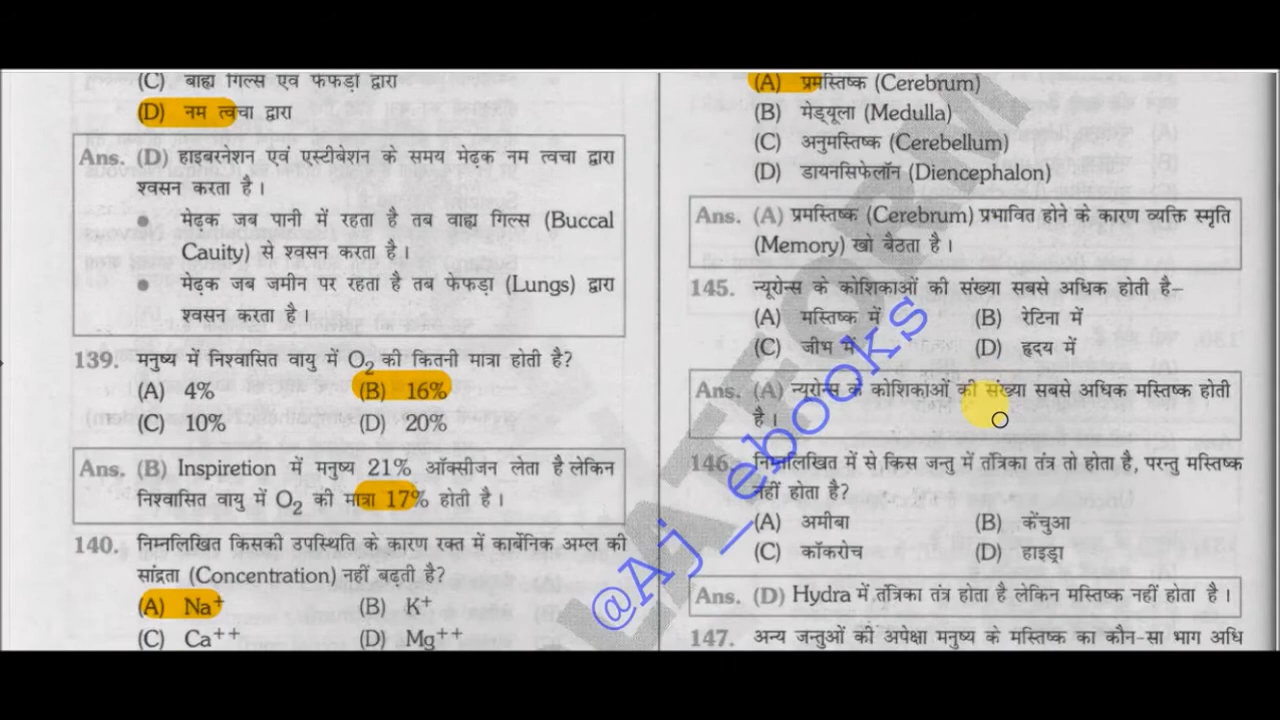 (C) बाह्य गिल्स एवं फेफड़ों द्वारा
(D) नम त्वचा द्वारा
Ans. (D) हाइबरनेशन एवं एस्टीबेशन के समय मेढ़क नम त्वचा द्वारा
श्वसन करता है।
● मेढ़क जब पानी में रहता है तब वाह्य गिल्स (Buccal
Cauity) से श्वसन करता है।
● मेढ़क जब जमीन पर रहता है तब फेफड़ा (Lungs) द्वारा
श्वसन करता है।
139. मनुष्य में निश्वासित वायु में O₂ की कितनी मात्रा होती है?
(A) 4% (B) 16%
(C) 10% (D) 20%
Ans. (B) Inspiretion में मनुष्य 21% ऑक्सीजन लेता है लेकिन
निश्वासित वायु में O₂ की मात्रा 17% होती है।
140. निम्नलिखित किसकी उपस्थिति के कारण रक्त में कार्बेनिक अम्ल की
सांद्रता (Concentration) नहीं बढ़ती है?
(A) Na⁺ (B) K⁺
(C) Ca⁺⁺ (D) Mg⁺⁺
(A) प्रमस्तिष्क (Cerebrum)
(B) मेड्यूला (Medulla)
(C) अनुमस्तिष्क (Cerebellum)
(D) डायनसिफेलॉन (Diencephalon)
Ans. (A) प्रमस्तिष्क (Cerebrum) प्रभावित होने के कारण व्यक्ति स्मृति
(Memory) खो बैठता है।
145. न्यूरोन्स के कोशिकाओं की संख्या सबसे अधिक होती है–
(A) मस्तिष्क में (B) रेटिना में
(C) जीभ में (D) हृदय में
Ans. (A) न्यूरोन्स के कोशिकाओं की संख्या सबसे अधिक मस्तिष्क होती
है।
146. निम्नलिखित में से किस जन्तु में तंत्रिका तंत्र तो होता है, परन्तु मस्तिष्क
नहीं होता है?
(A) अमीबा (B) केंचुआ
(C) कॉकरोच (D) हाइड्रा
Ans. (D) Hydra में तंत्रिका तंत्र होता है लेकिन मस्तिष्क नहीं होता है।
147. अन्य जन्तुओं की अपेक्षा मनुष्य के मस्तिष्क का कौन-सा भाग अधि
@Aj_ebooks